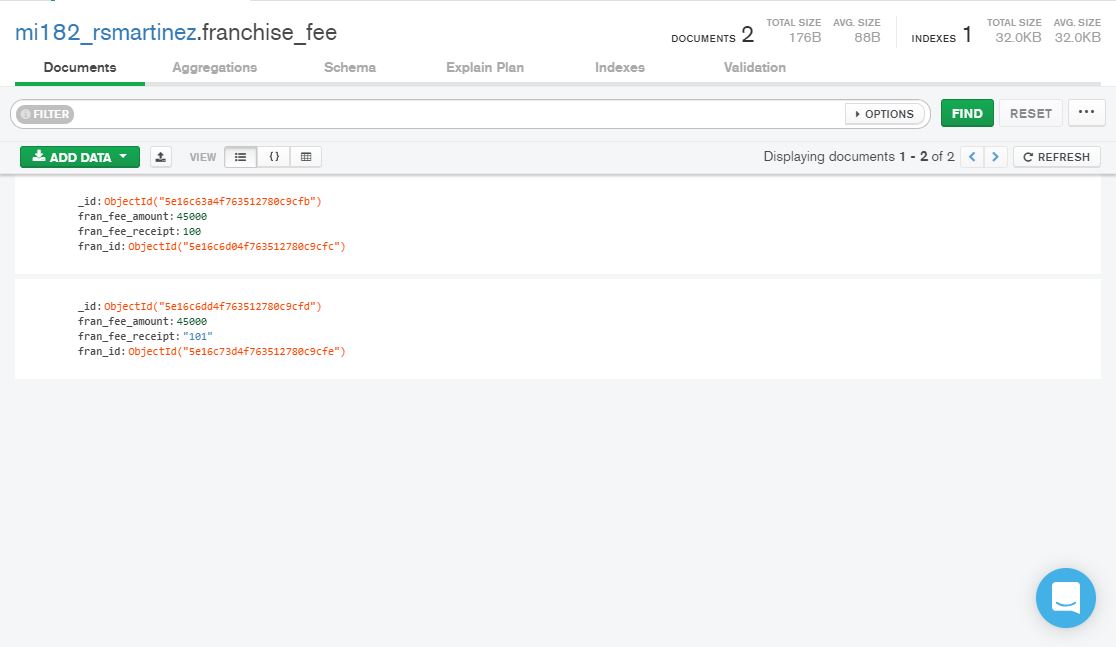 mi182_rsmartinez.franchise_fee
DOCUMENTS 2 TOTAL SIZE 176B AVG. SIZE 88B INDEXES 1 TOTAL SIZE 32.0KB AVG. SIZE 32.0KB
Documents Aggregations Schema Explain Plan Indexes Validation
FILTER OPTIONS FIND RESET ...
ADD DATA VIEW {} Displaying documents 1 - 2 of 2 < > REFRESH
_id: ObjectId("5e16c63a4f763512780c9cfb")
fran_fee_amount: 45000
fran_fee_receipt: 100
fran_id: ObjectId("5e16c6d04f763512780c9cfc")
_id: ObjectId("5e16c6dd4f763512780c9cfd")
fran_fee_amount: 45000
fran_fee_receipt: "101"
fran_id: ObjectId("5e16c73d4f763512780c9cfe")